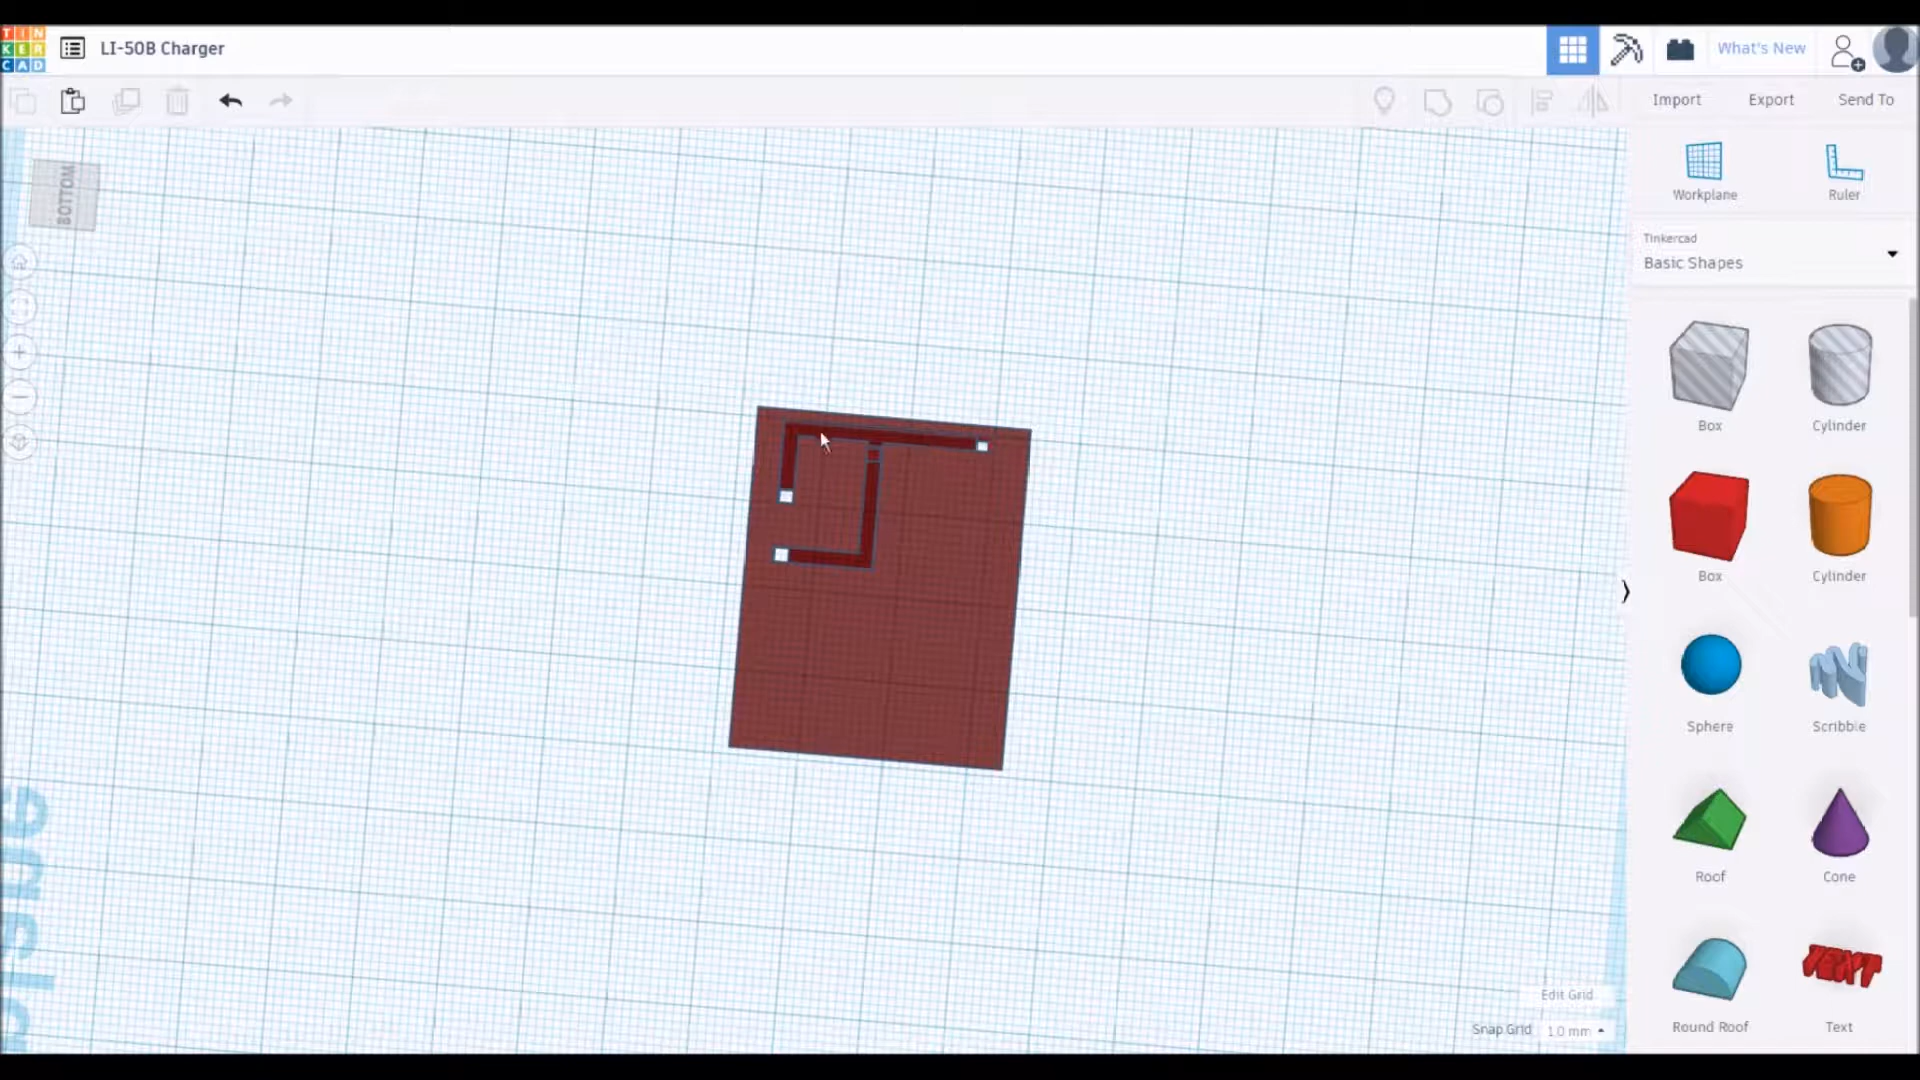 TIN
KER
CAD
LI-50B Charger
What's New
Import
Export
Send To
BOTTOM
Workplane
Ruler
Tinkercad
Basic Shapes
Box
Cylinder
Box
Cylinder
Sphere
Scribble
Roof
Cone
TEXT
Round Roof
Text
Edit Grid
Snap Grid
1.0 mm